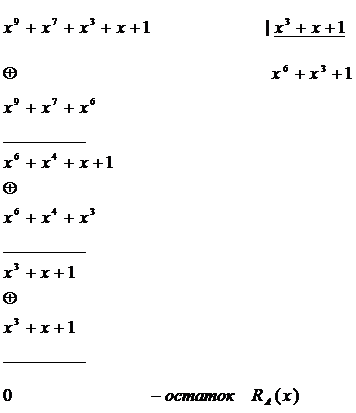 x⁹ + x⁷ + x³ + x + 1 | x³ + x + 1
⊕ x⁶ + x³ + 1
x⁹ + x⁷ + x⁶
x⁶ + x⁴ + x + 1
⊕
x⁶ + x⁴ + x³
x³ + x + 1
⊕
x³ + x + 1
0 – остаток R_A(x)